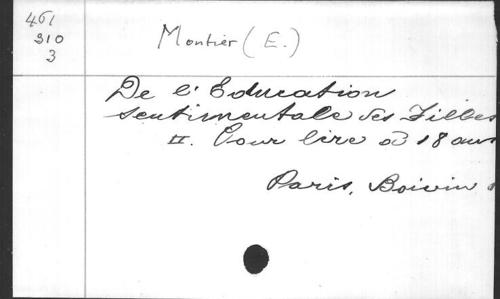 461
310
3
Montier (E.)
De l'Education
sentimentale des Filles
II. Pour lire à 18 ans
Paris, Boivin